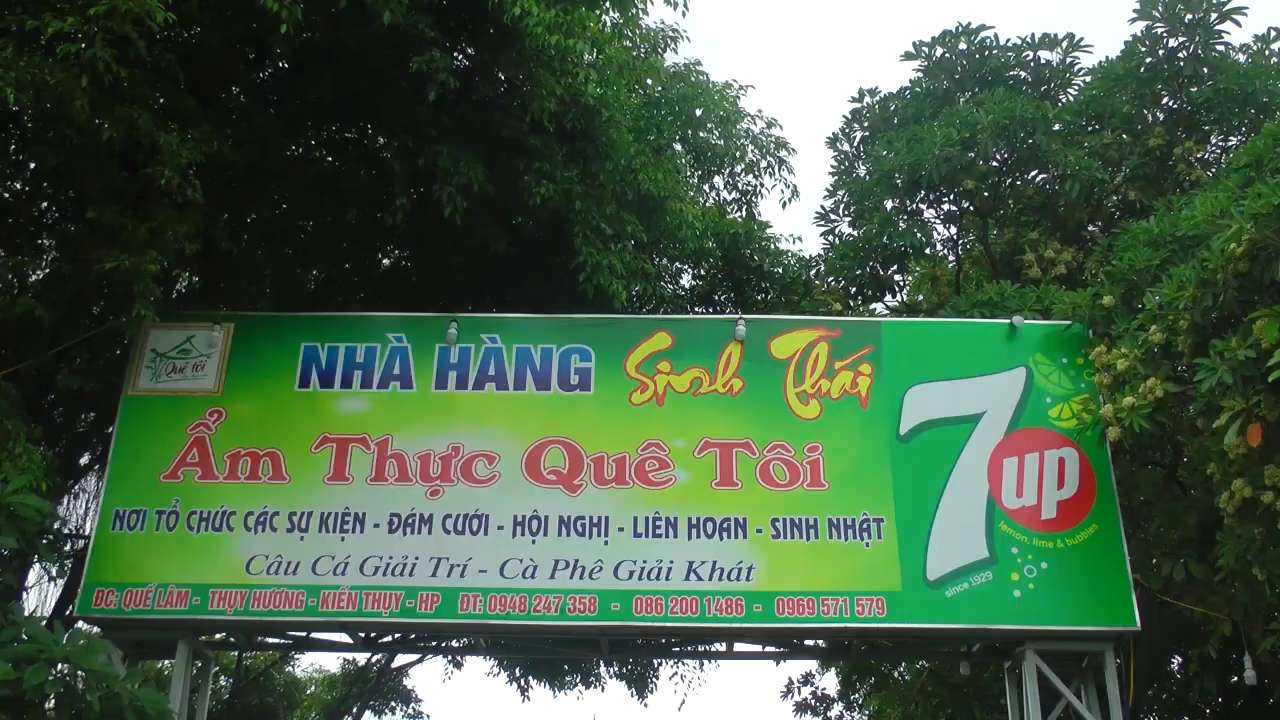 Quê tôi
NHÀ HÀNG Sinh Thái
Ẩm Thực Quê Tôi
NƠI TỔ CHỨC CÁC SỰ KIỆN - ĐÁM CƯỚI - HỘI NGHỊ - LIÊN HOAN - SINH NHẬT
Câu Cá Giải Trí - Cà Phê Giải Khát
ĐC: QUẾ LÂM - THỤY HƯƠNG - KIẾN THỤY - HP ĐT: 0948 247 358 - 086 200 1486 - 0969 571 579
7up
lemon, lime & bubbles
since 1929